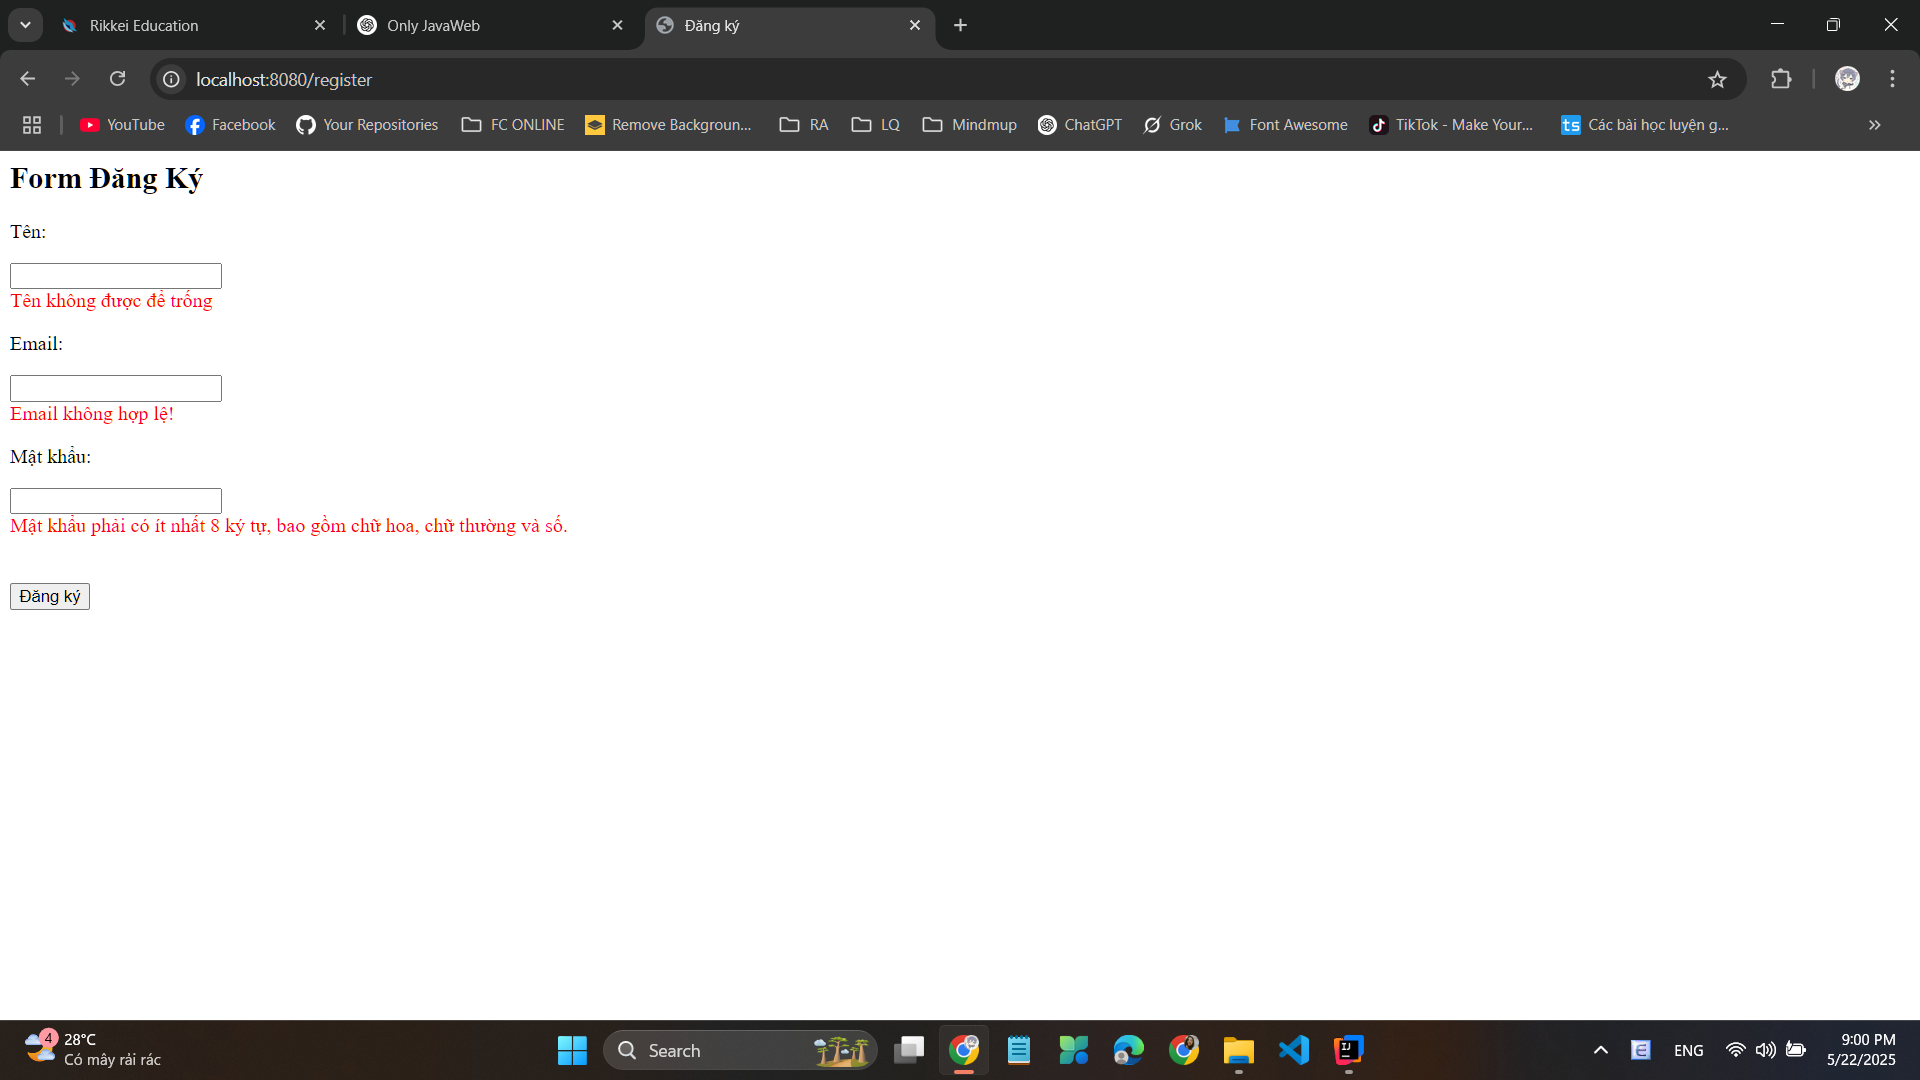 Rikkei Education
Only JavaWeb
Đăng ký
localhost:8080/register
YouTube
Facebook
Your Repositories
FC ONLINE
Remove Backgroun...
RA
LQ
Mindmup
ChatGPT
Grok
Font Awesome
TikTok - Make Your...
ts
Các bài học luyện g...
Form Đăng Ký
Tên:
Tên không được để trống
Email:
Email không hợp lệ!
Mật khẩu:
Mật khẩu phải có ít nhất 8 ký tự, bao gồm chữ hoa, chữ thường và số.
Đăng ký
4
28°C
Có mây rải rác
Search
IJ
E
ENG
9:00 PM
5/22/2025